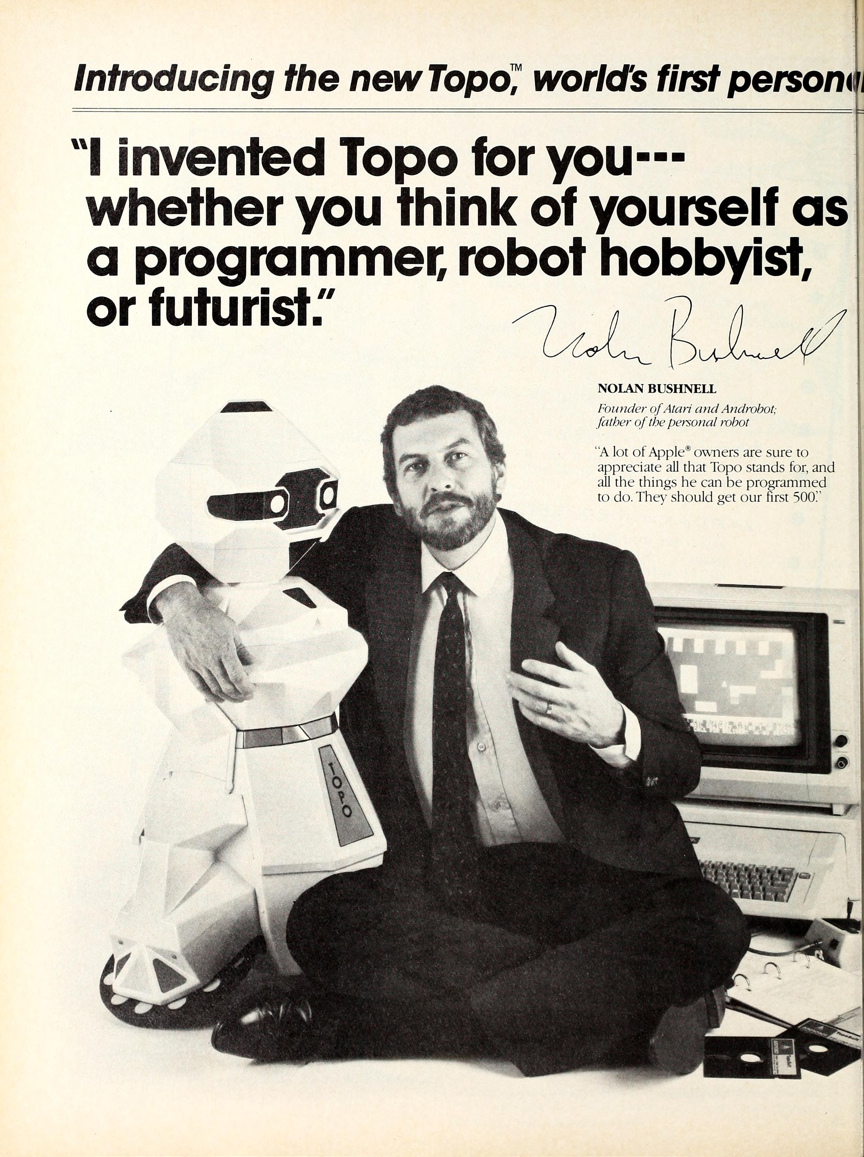 Introducing the new Topo,™ world's first persona
"I invented Topo for you---
whether you think of yourself as
a programmer, robot hobbyist,
or futurist."
Nolan Bushnell
NOLAN BUSHNELL
Founder of Atari and Androbot;
father of the personal robot
"A lot of Apple® owners are sure to
appreciate all that Topo stands for, and
all the things he can be programmed
to do. They should get our first 500."
TOPO